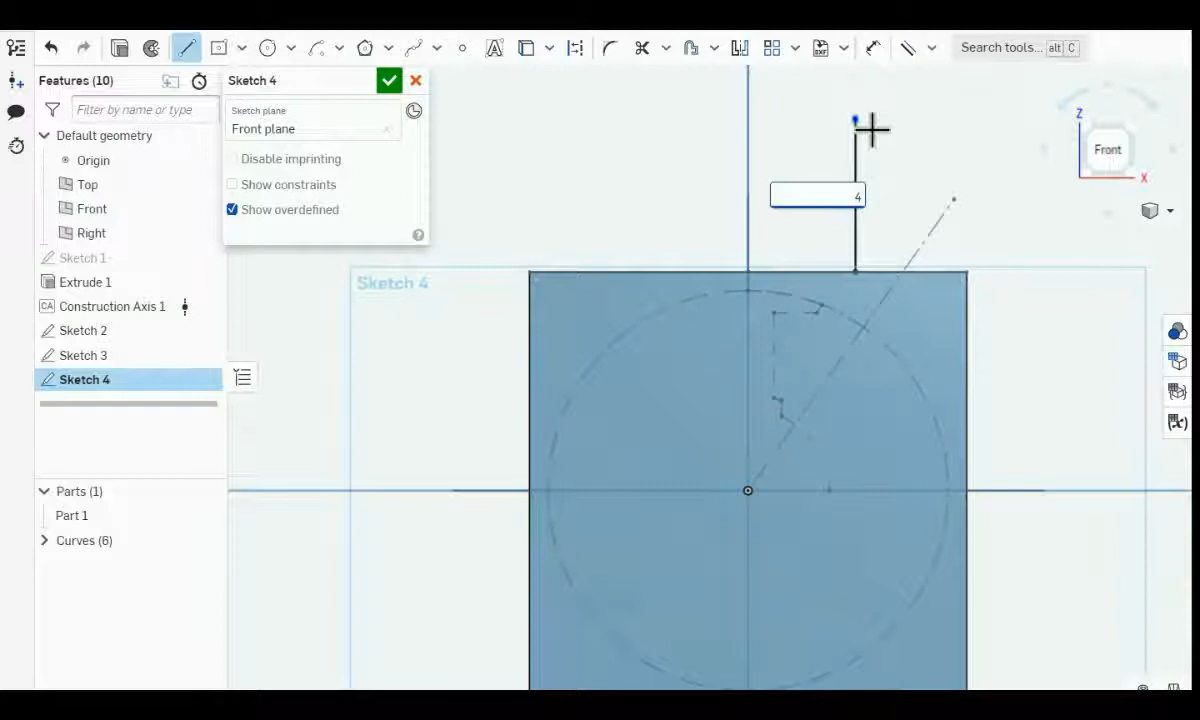 Search tools... alt C
Features (10)
Filter by name or type
Default geometry
Origin
Top
Front
Right
Sketch 1
Extrude 1
CA Construction Axis 1
Sketch 2
Sketch 3
Sketch 4
Parts (1)
Part 1
Curves (6)
Sketch 4
Sketch plane
Front plane
Disable imprinting
Show constraints
Show overdefined
Sketch 4
4
Z
Front
X
(x)